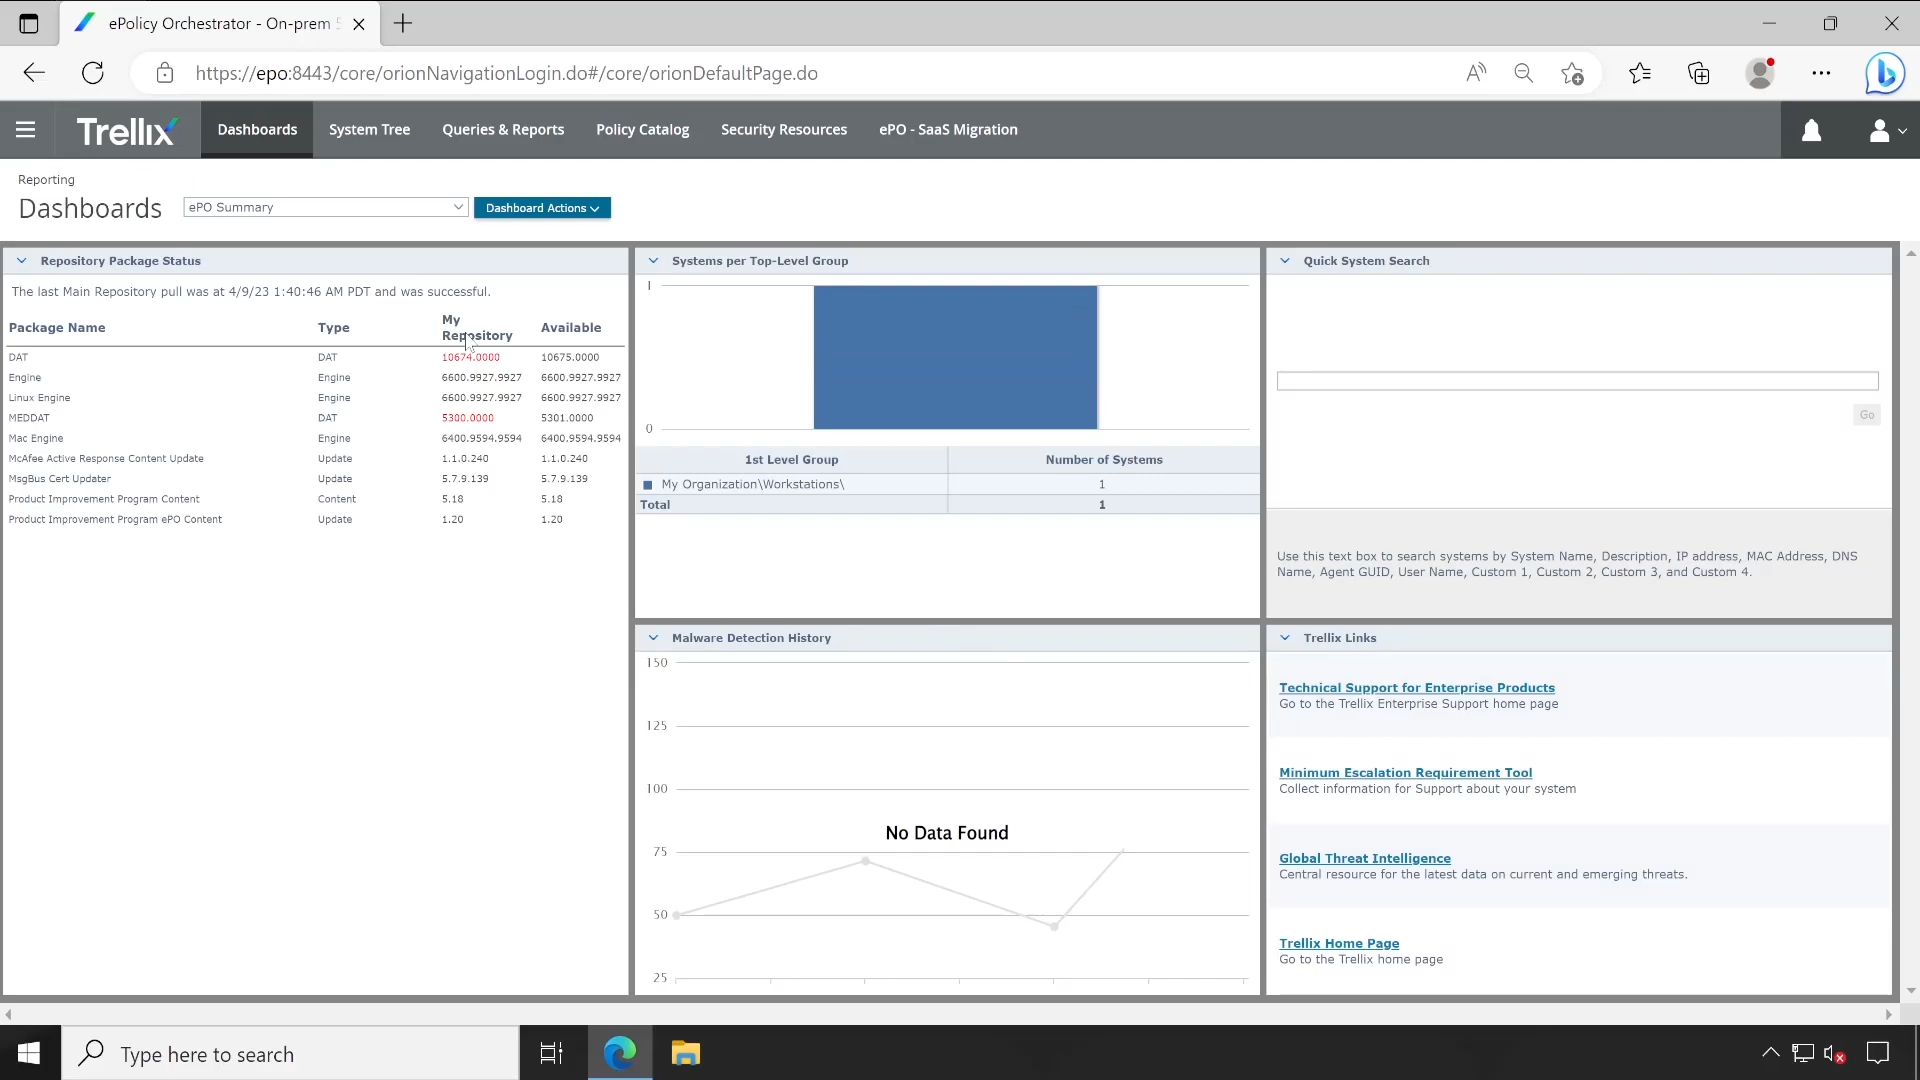 ePolicy Orchestrator - On-prem 5
https://epo:8443/core/orionNavigationLogin.do#/core/orionDefaultPage.do
Trellix
Dashboards
System Tree
Queries & Reports
Policy Catalog
Security Resources
ePO - SaaS Migration
Reporting
Dashboards
ePO Summary
Dashboard Actions
Repository Package Status
The last Main Repository pull was at 4/9/23 1:40:46 AM PDT and was successful.
Package Name Type My Repository Available
DAT DAT 10674.0000 10675.0000
Engine Engine 6600.9927.9927 6600.9927.9927
Linux Engine Engine 6600.9927.9927 6600.9927.9927
MEDDAT DAT 5300.0000 5301.0000
Mac Engine Engine 6400.9594.9594 6400.9594.9594
McAfee Active Response Content Update Update 1.1.0.240 1.1.0.240
MsgBus Cert Updater Update 5.7.9.139 5.7.9.139
Product Improvement Program Content Content 5.18 5.18
Product Improvement Program ePO Content Update 1.20 1.20
Systems per Top-Level Group
1
0
1st Level Group Number of Systems
My Organization\Workstations\ 1
Total 1
Malware Detection History
150
125
100
No Data Found
75
50
25
Quick System Search
Go
Use this text box to search systems by System Name, Description, IP address, MAC Address, DNS
Name, Agent GUID, User Name, Custom 1, Custom 2, Custom 3, and Custom 4.
Trellix Links
Technical Support for Enterprise Products
Go to the Trellix Enterprise Support home page
Minimum Escalation Requirement Tool
Collect information for Support about your system
Global Threat Intelligence
Central resource for the latest data on current and emerging threats.
Trellix Home Page
Go to the Trellix home page
Type here to search